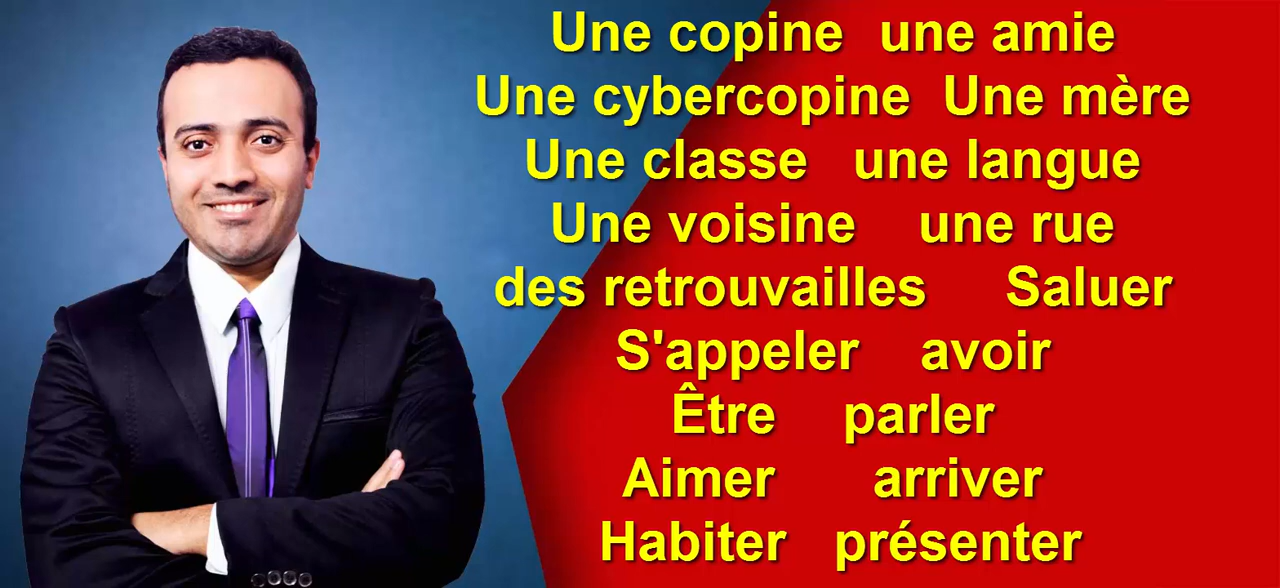 Une copine une amie
Une cybercopine Une mère
Une classe une langue
Une voisine une rue
des retrouvailles Saluer
S'appeler avoir
Être parler
Aimer arriver
Habiter présenter